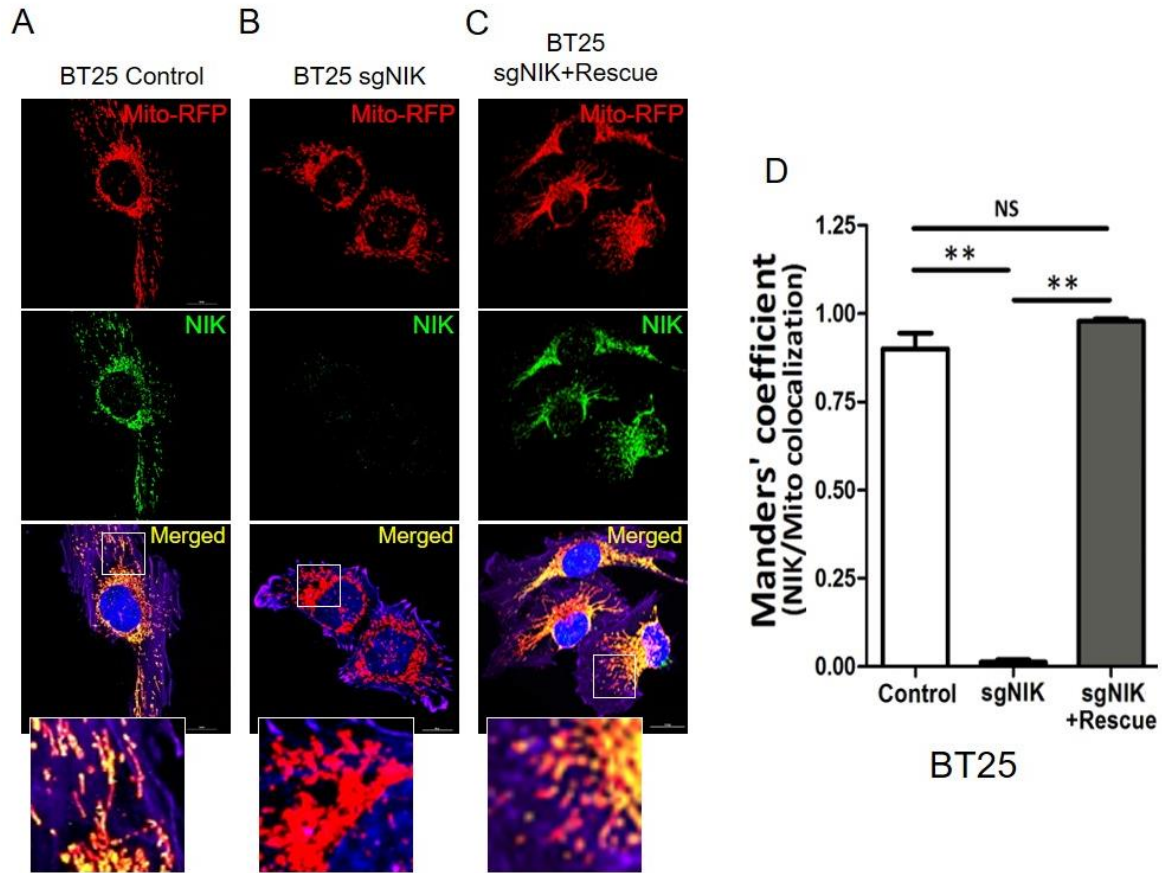 A
BT25 Control
Mito-RFP
NIK
Merged
B
BT25 sgNIK
Mito-RFP
NIK
Merged
C
BT25
sgNIK+Rescue
Mito-RFP
NIK
Merged
D
Manders' coefficient
(NIK/Mito colocalization)
1.25
1.00
0.75
0.50
0.25
0.00
NS
**
**
Control
sgNIK
sgNIK
+Rescue
BT25